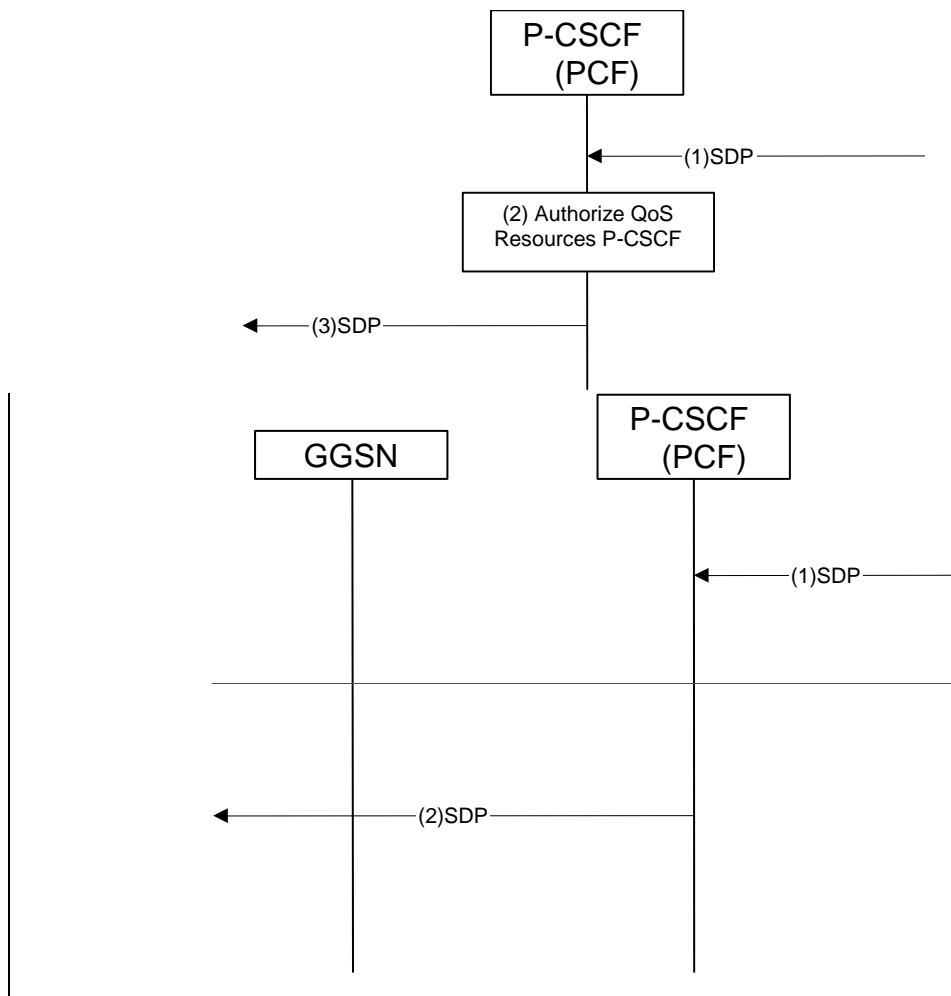 P-CSCF
(PCF)
(1)SDP
(2) Authorize QoS
Resources P-CSCF
(3)SDP
P-CSCF
(PCF)
GGSN
(1)SDP
(2)SDP